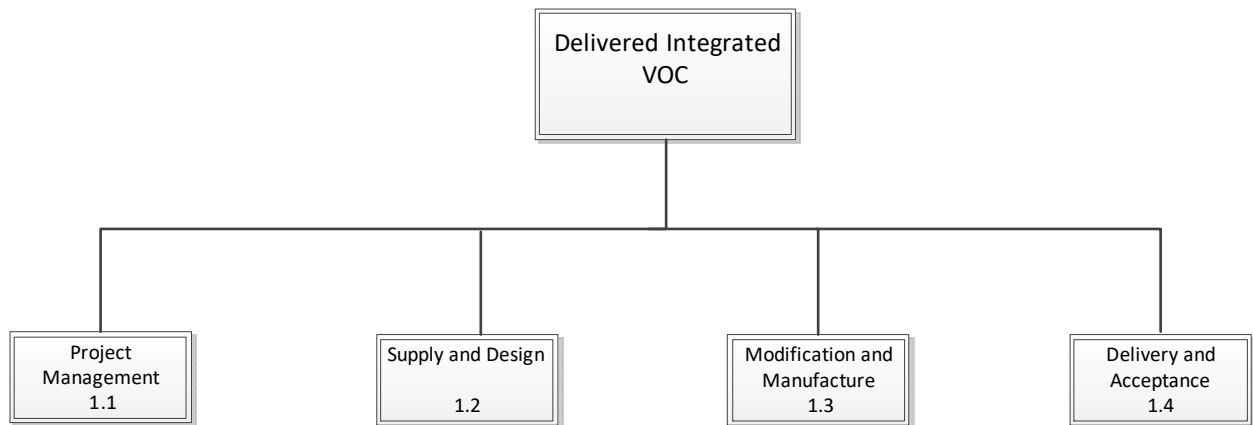 Delivered Integrated
VOC
Project
Management
1.1
Supply and Design
1.2
Modification and
Manufacture
1.3
Delivery and
Acceptance
1.4